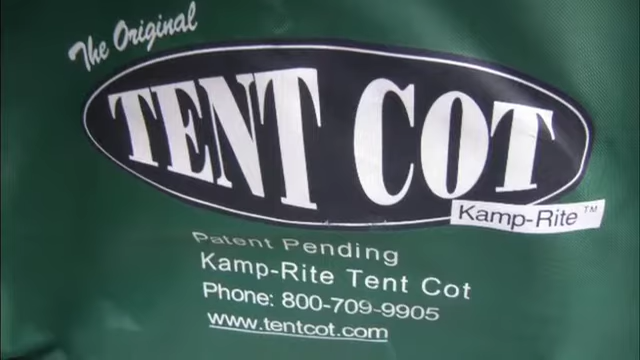 The Original
TENT COT
Kamp-Rite™
Patent Pending
Kamp-Rite Tent Cot
Phone: 800-709-9905
www.tentcot.com